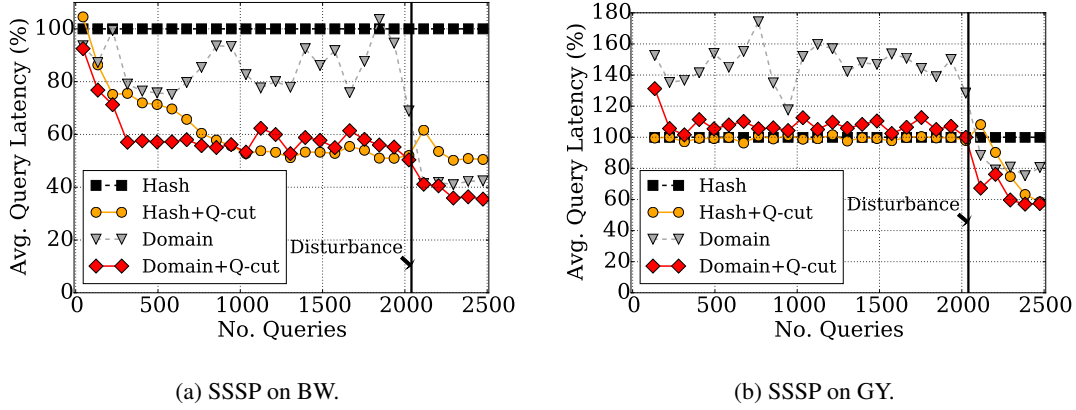 Avg. Query Latency (%)
100
80
60
40
20
0
Hash
Hash+Q-cut
Domain
Domain+Q-cut
Disturbance
0
500
1000
1500
2000
2500
No. Queries
(a) SSSP on BW.
Avg. Query Latency (%)
180
160
140
120
100
80
60
40
20
0
Hash
Hash+Q-cut
Domain
Domain+Q-cut
Disturbance
0
500
1000
1500
2000
2500
No. Queries
(b) SSSP on GY.